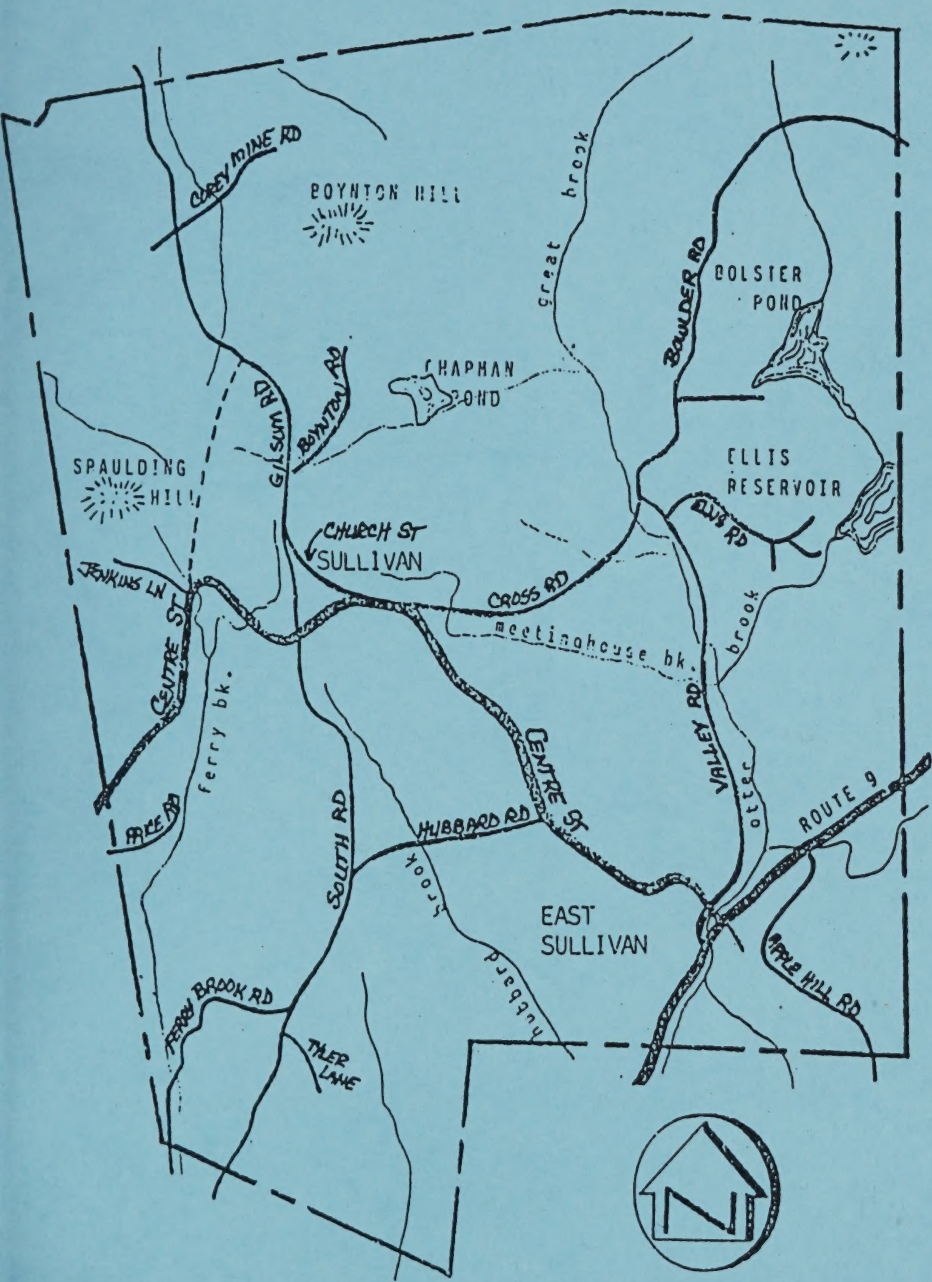 COREY MINE RD
BOYNTON HILL
great brook
BOULDER RD
BOLSTER
POND
CHAPMAN
POND
BOYNTON RD
GILSUM RD
SPAULDING
HILL
ELLIS
RESERVOIR
ELLIS RD
CHURCH ST
SULLIVAN
JENKINS LN
CROSS RD
CENTRE ST
meetinghouse bk.
brook
ferry bk.
VALLEY RD
CENTRE ST
otter
ROUTE 9
PRICE RD
HUBBARD RD
SOUTH RD
brook
EAST
SULLIVAN
hubbard
APPLE HILL RD
FERRY BROOK RD
TYLER
LANE
N